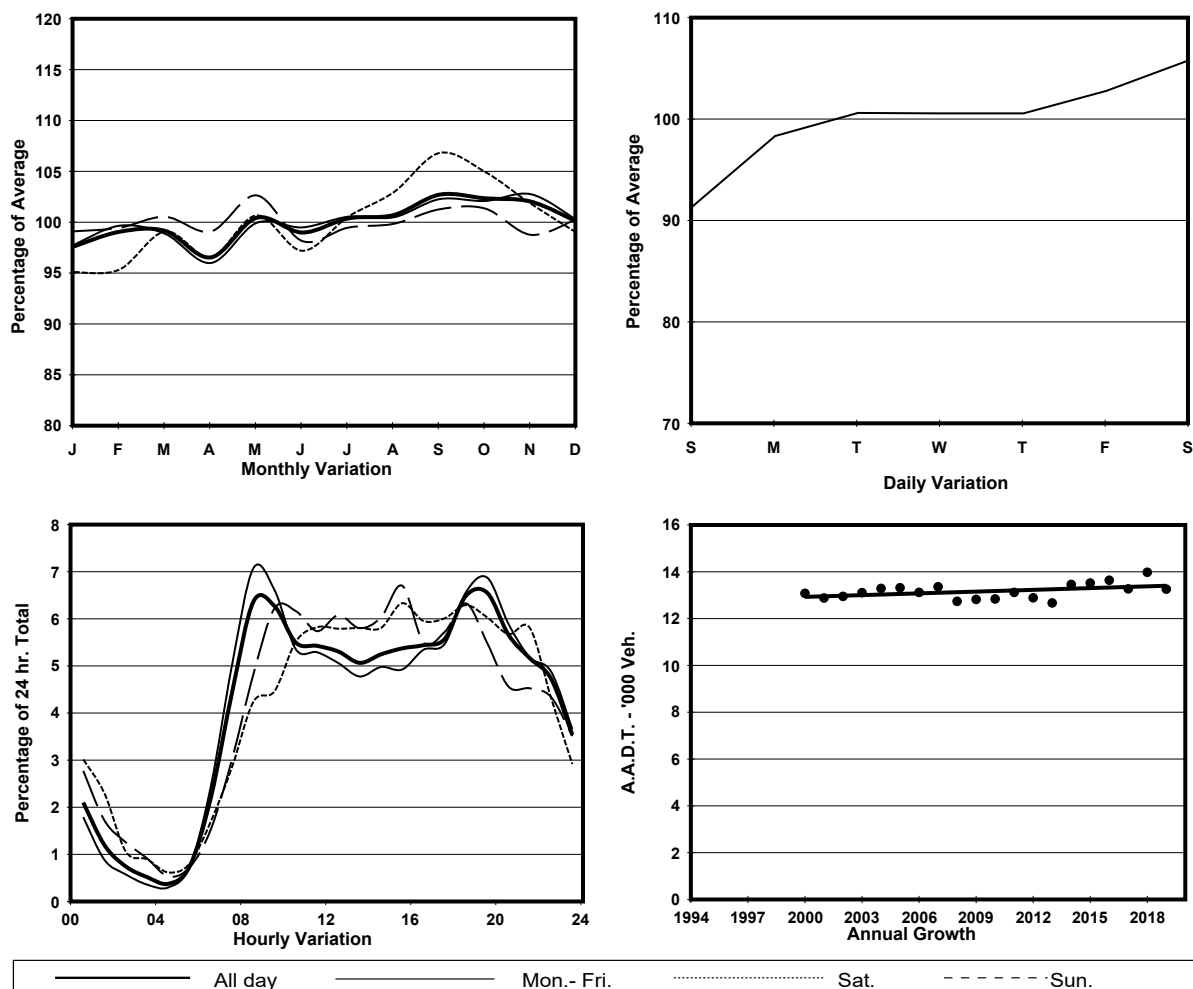 120
115
110
105
100
95
90
85
80
Percentage of Average
J F M A M J J A S O N D
Monthly Variation
110
100
90
80
70
Percentage of Average
S M T W T F S
Daily Variation
8
7
6
5
4
3
2
1
0
Percentage of 24 hr. Total
00 04 08 12 16 20 24
Hourly Variation
16
14
12
10
8
6
4
2
0
A.A.D.T. - '000 Veh.
1994 1997 2000 2003 2006 2009 2012 2015 2018
Annual Growth
All day Mon.- Fri. Sat. Sun.